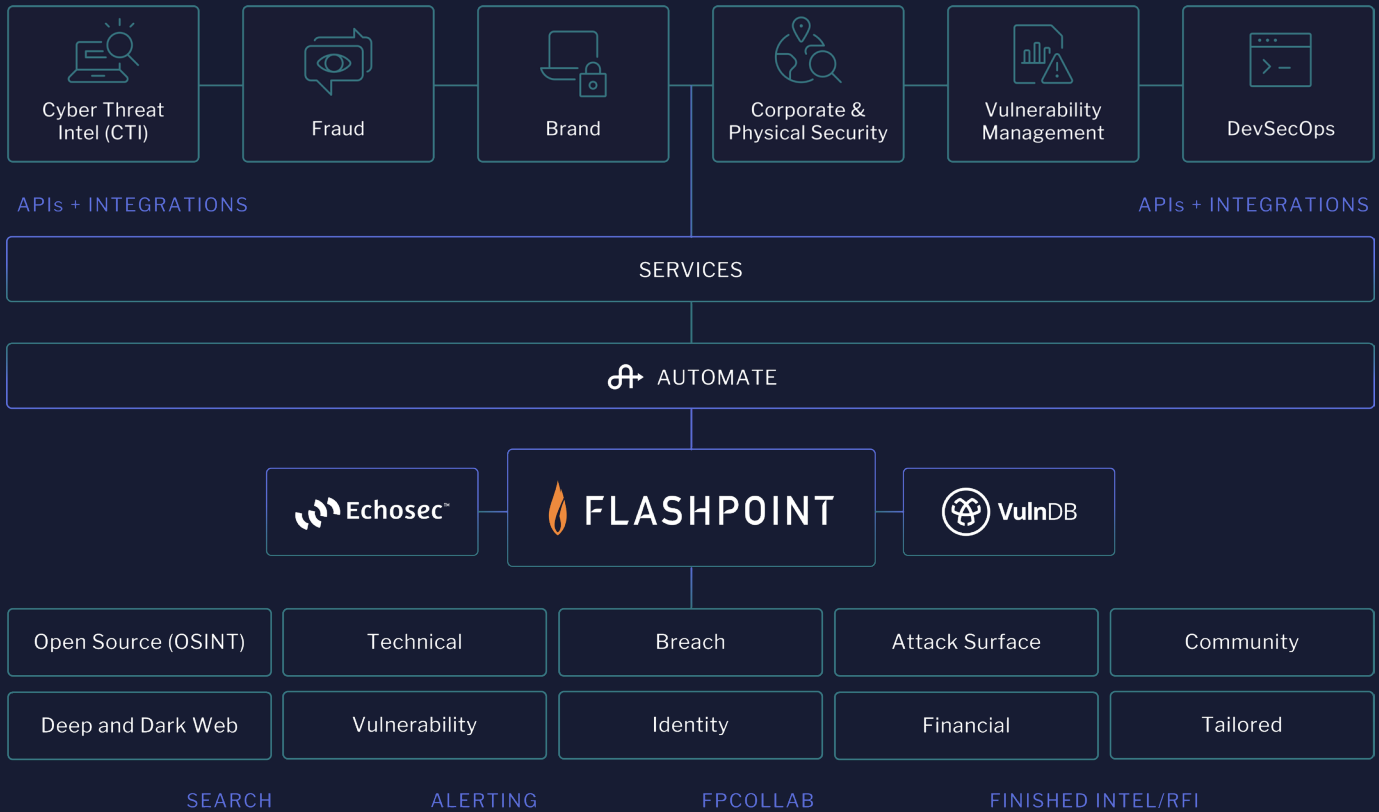 Cyber Threat
Intel (CTI)
Fraud
Brand
Corporate &
Physical Security
Vulnerability
Management
DevSecOps
APIs + INTEGRATIONS
APIs + INTEGRATIONS
SERVICES
AUTOMATE
Echosec™
FLASHPOINT
VulnDB
Open Source (OSINT)
Technical
Breach
Attack Surface
Community
Deep and Dark Web
Vulnerability
Identity
Financial
Tailored
SEARCH
ALERTING
FPCOLLAB
FINISHED INTEL/RFI